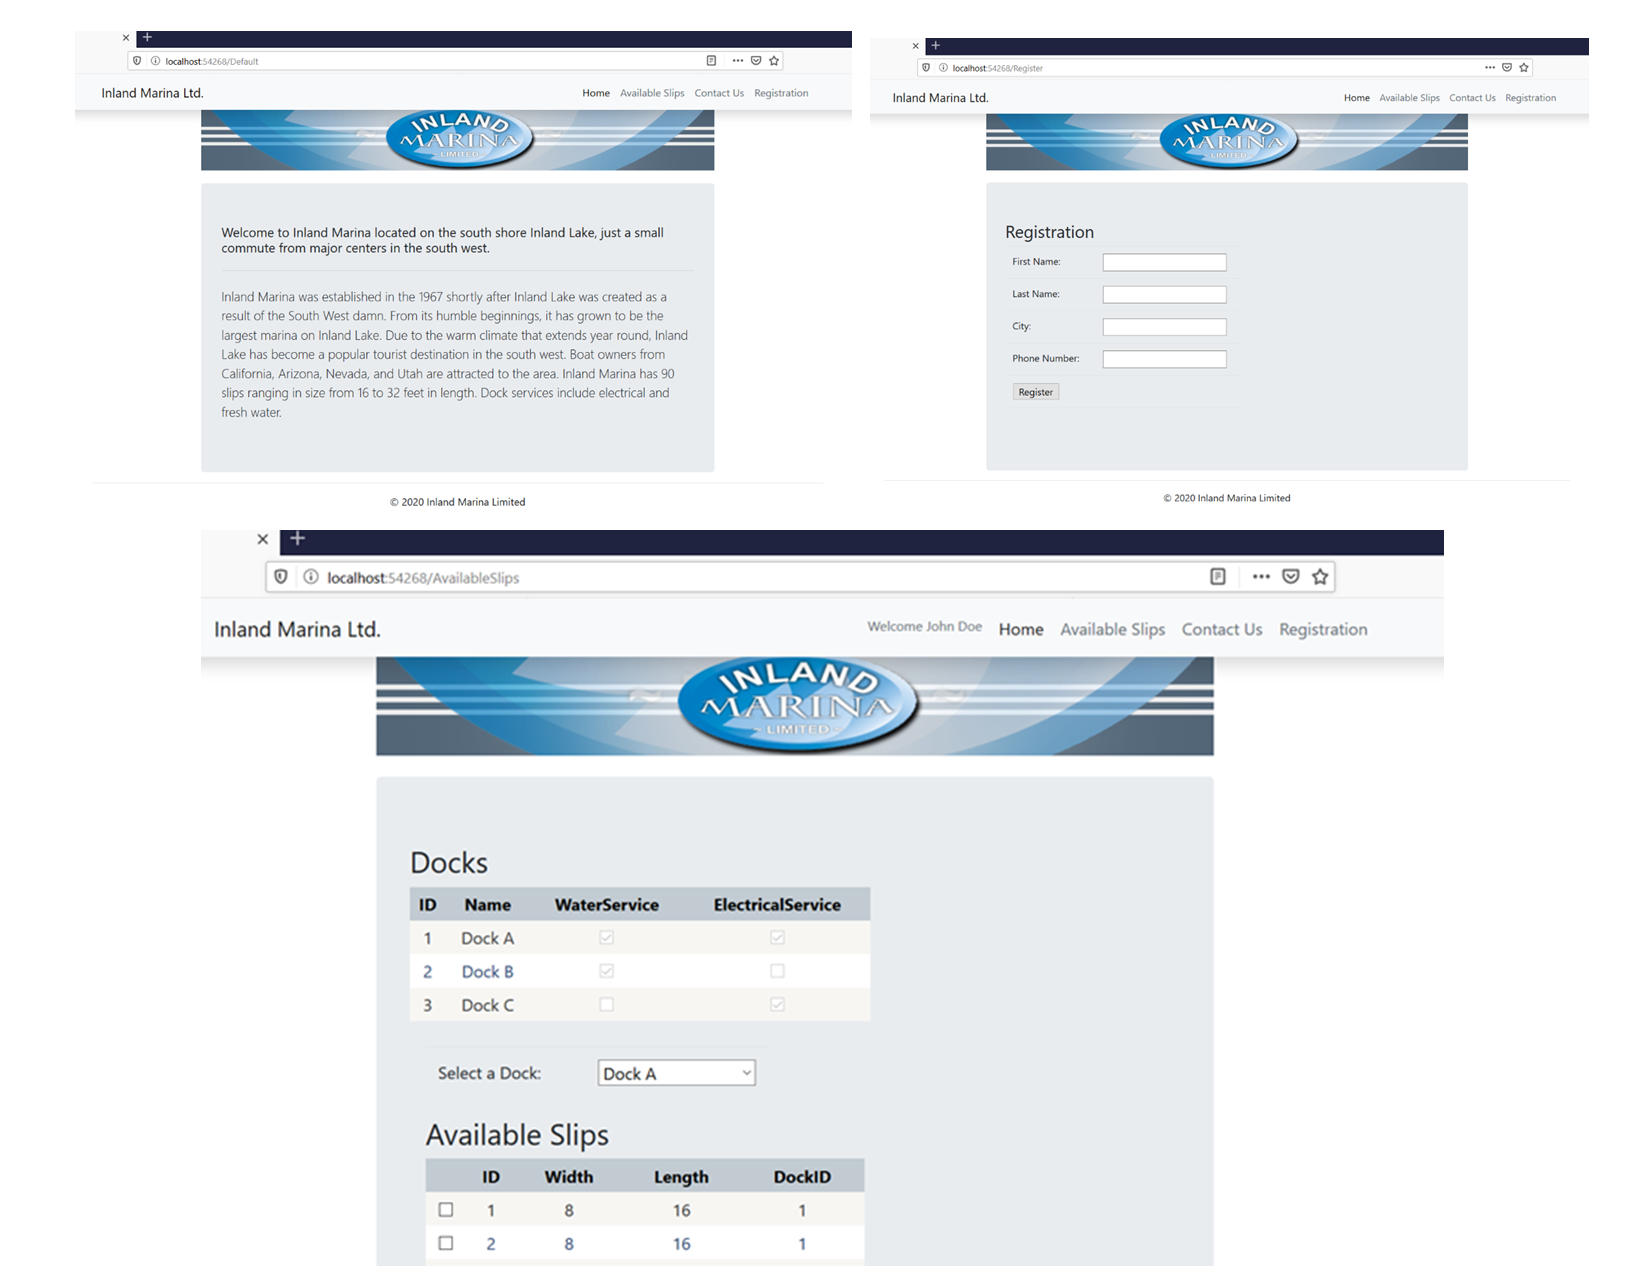 localhost:54268/Default
Inland Marina Ltd.
Home Available Slips Contact Us Registration
INLAND
MARINA
LIMITED
Welcome to Inland Marina located on the south shore Inland Lake, just a small
commute from major centers in the south west.
Inland Marina was established in the 1967 shortly after Inland Lake was created as a
result of the South West damn. From its humble beginnings, it has grown to be the
largest marina on Inland Lake. Due to the warm climate that extends year round, Inland
Lake has become a popular tourist destination in the south west. Boat owners from
California, Arizona, Nevada, and Utah are attracted to the area. Inland Marina has 90
slips ranging in size from 16 to 32 feet in length. Dock services include electrical and
fresh water.
© 2020 Inland Marina Limited
localhost:54268/Register
Inland Marina Ltd.
Home Available Slips Contact Us Registration
INLAND
MARINA
LIMITED
Registration
First Name:
Last Name:
City:
Phone Number:
Register
© 2020 Inland Marina Limited
localhost:54268/AvailableSlips
Inland Marina Ltd.
Welcome John Doe Home Available Slips Contact Us Registration
INLAND
MARINA
~ LIMITED ~
Docks
ID Name WaterService ElectricalService
1 Dock A
2 Dock B
3 Dock C
Select a Dock: Dock A
Available Slips
ID Width Length DockID
1 8 16 1
2 8 16 1